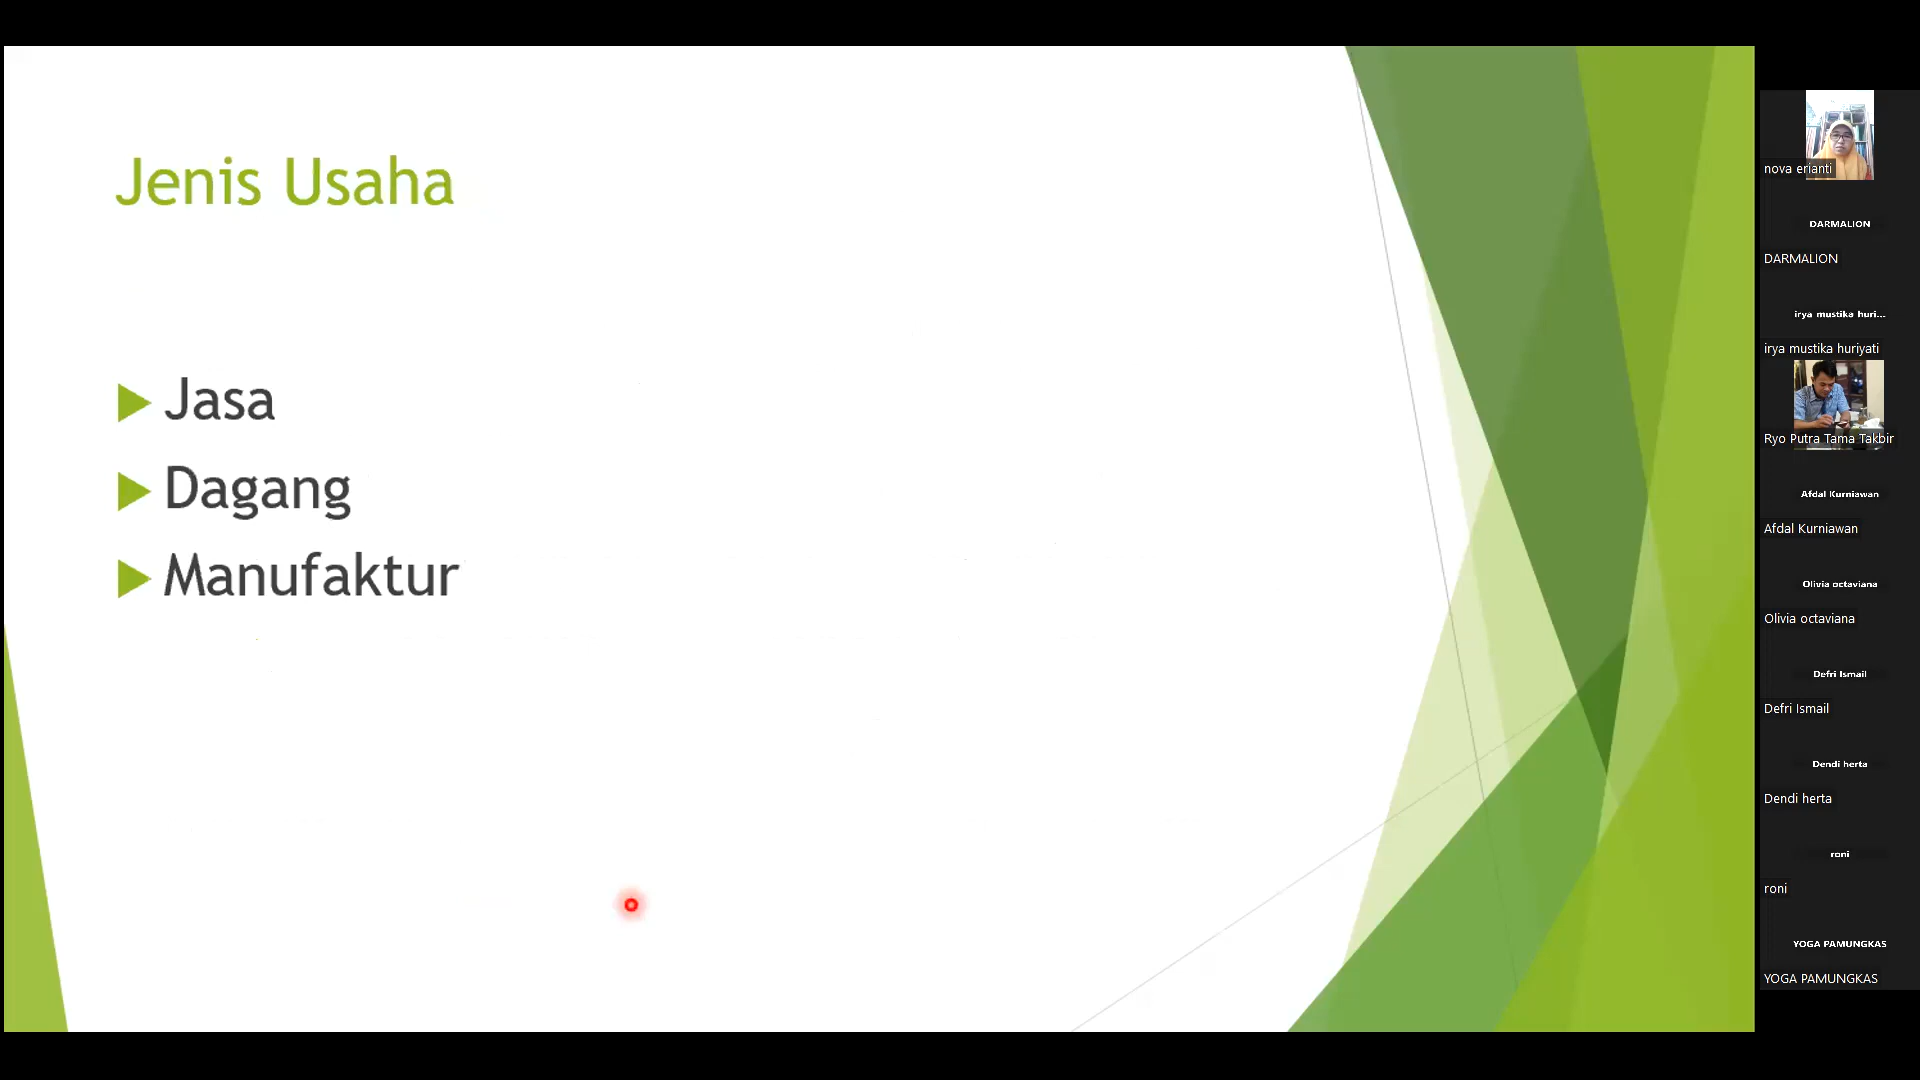 Jenis Usaha
Jasa
Dagang
Manufaktur
nova erianti
DARMALION
DARMALION
irya mustika huri...
irya mustika huriyati
Ryo Putra Tama Takbir
Afdal Kurniawan
Afdal Kurniawan
Olivia octaviana
Olivia octaviana
Defri Ismail
Defri Ismail
Dendi herta
Dendi herta
roni
roni
YOGA PAMUNGKAS
YOGA PAMUNGKAS